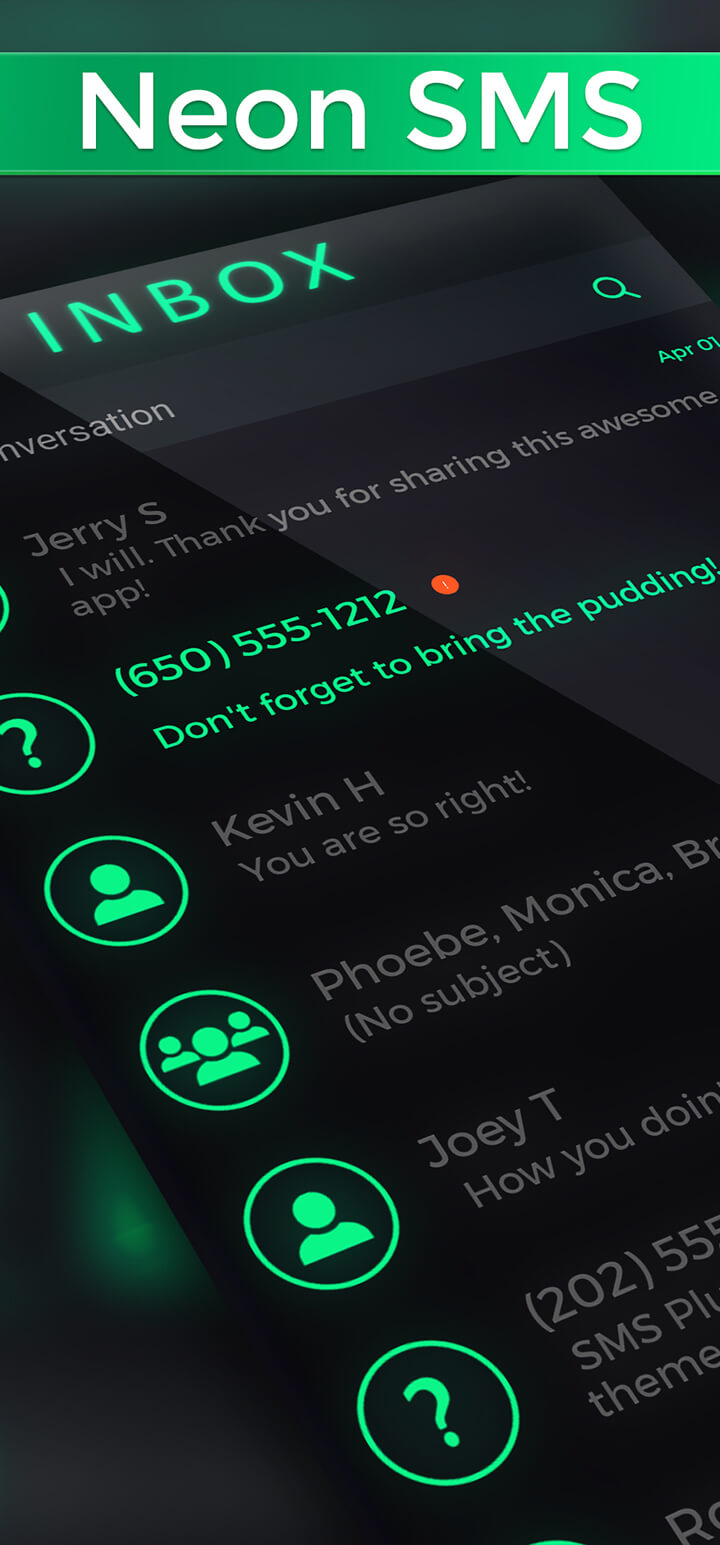 Neon SMS
INBOX
Apr 01
nversation
Jerry S
I will. Thank you for sharing this awesome
app!
(650) 555-1212
!
Don't forget to bring the pudding!
Kevin H
You are so right!
Phoebe, Monica, Br
(No subject)
Joey T
How you doin
(202) 555
SMS Plu
theme
Ro